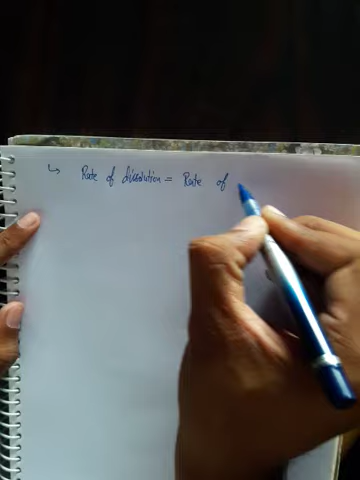 ↳ Rate of dissolution = Rate of